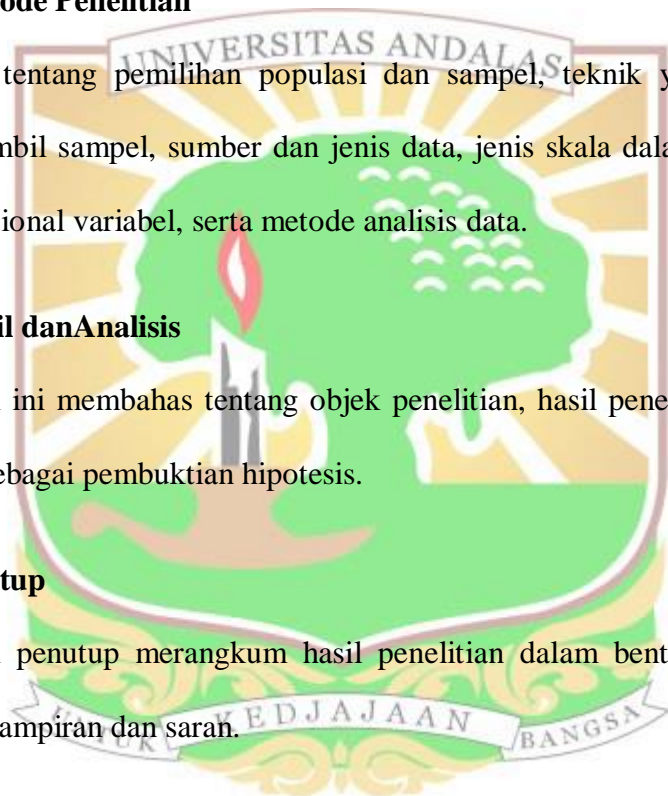 ode Penelitian
UNIVERSITAS ANDALAS
tentang pemilihan populasi dan sampel, teknik y
mbil sampel, sumber dan jenis data, jenis skala dala
ional variabel, serta metode analisis data.
il danAnalisis
ini membahas tentang objek penelitian, hasil pene
ebagai pembuktian hipotesis.
tup
penutup merangkum hasil penelitian dalam bent
ampiran dan saran.
UNTUK KEDJAJAAN BANGSA